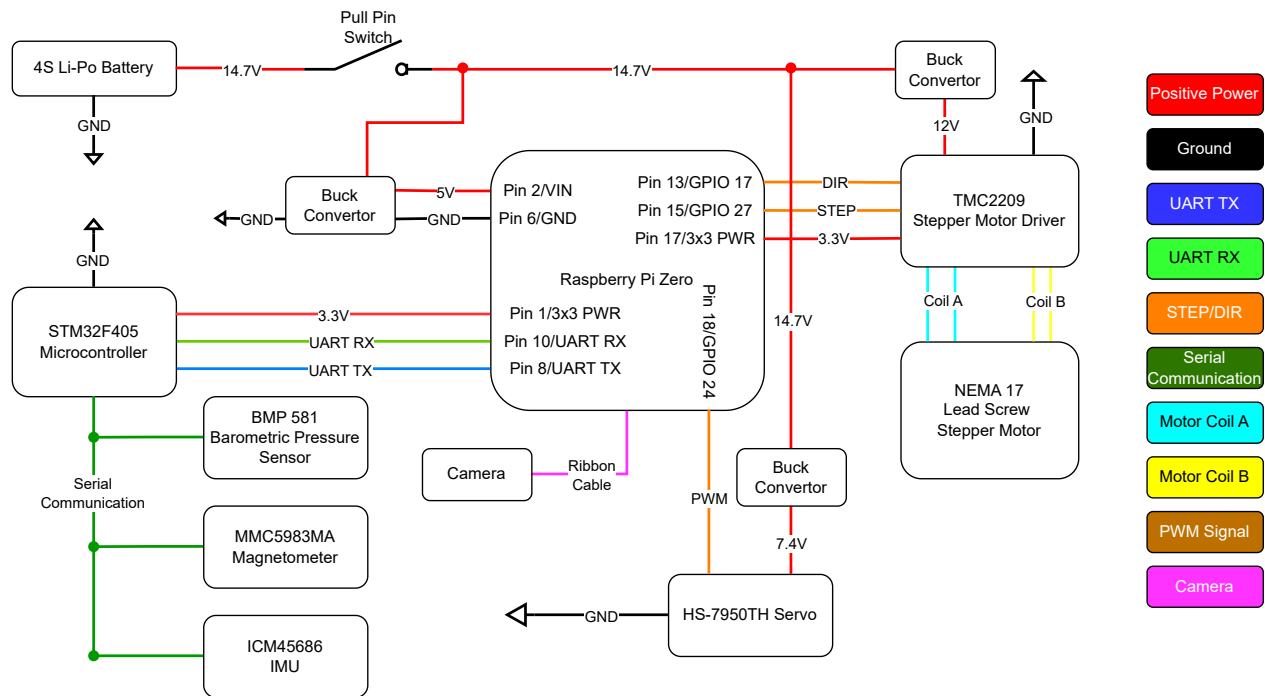 Pull Pin
Switch
4S Li-Po Battery
14.7V
14.7V
Buck
Convertor
GND
12V
GND
Positive Power
Ground
UART TX
UART RX
STEP/DIR
Serial
Communication
Motor Coil A
Motor Coil B
PWM Signal
Camera
Buck
Convertor
5V
GND
GND
Pin 2/VIN
Pin 6/GND
Pin 13/GPIO 17
Pin 15/GPIO 27
Pin 17/3x3 PWR
DIR
STEP
3.3V
TMC2209
Stepper Motor Driver
Raspberry Pi Zero
Pin 18/GPIO 24
Pin 1/3x3 PWR
Pin 10/UART RX
Pin 8/UART TX
GND
STM32F405
Microcontroller
3.3V
UART RX
UART TX
14.7V
Coil A
Coil B
NEMA 17
Lead Screw
Stepper Motor
BMP 581
Barometric Pressure
Sensor
Serial
Communication
Camera
Ribbon
Cable
PWM
Buck
Convertor
7.4V
MMC5983MA
Magnetometer
GND
HS-7950TH Servo
ICM45686
IMU